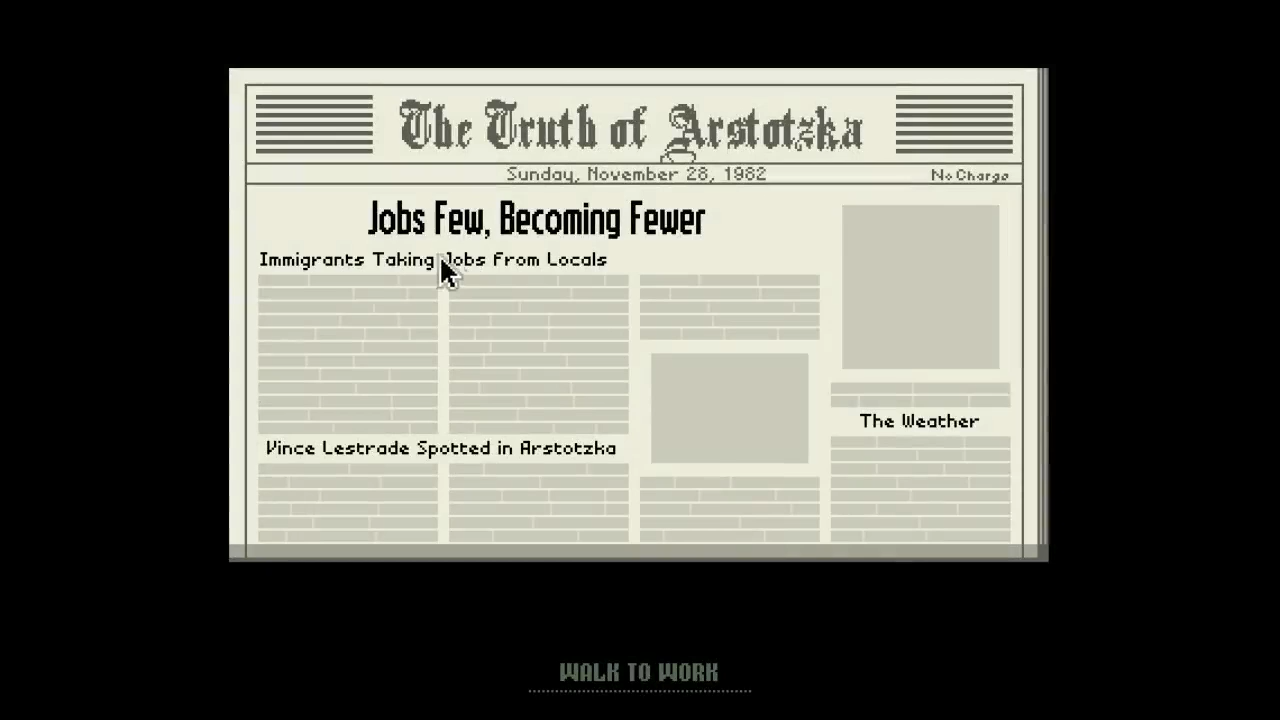 The Truth of Arstotzka
Sunday, November 28, 1982
No Charge
Jobs Few, Becoming Fewer
Immigrants Taking Jobs From Locals
Vince Lestrade Spotted in Arstotzka
The Weather
WALK TO WORK